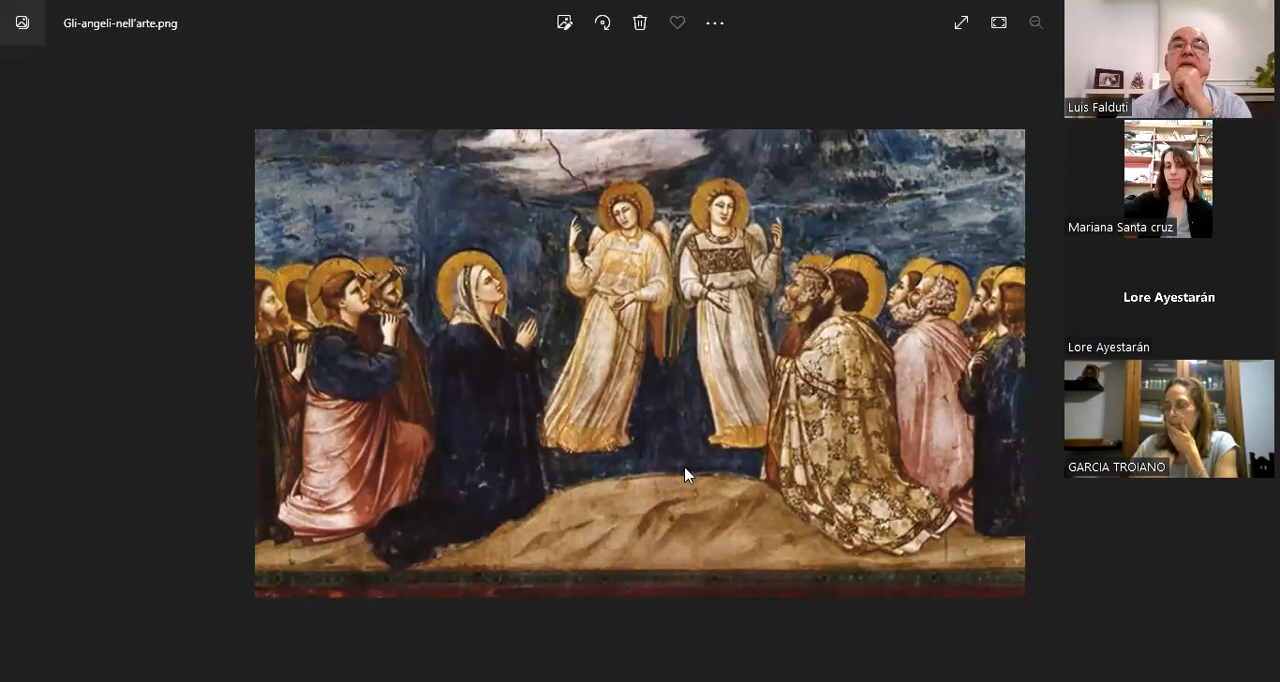 Gli-angeli-nell'arte.png
Luis Falduti
Mariana Santa cruz
Lore Ayestarán
Lore Ayestarán
GARCIA TROIANO